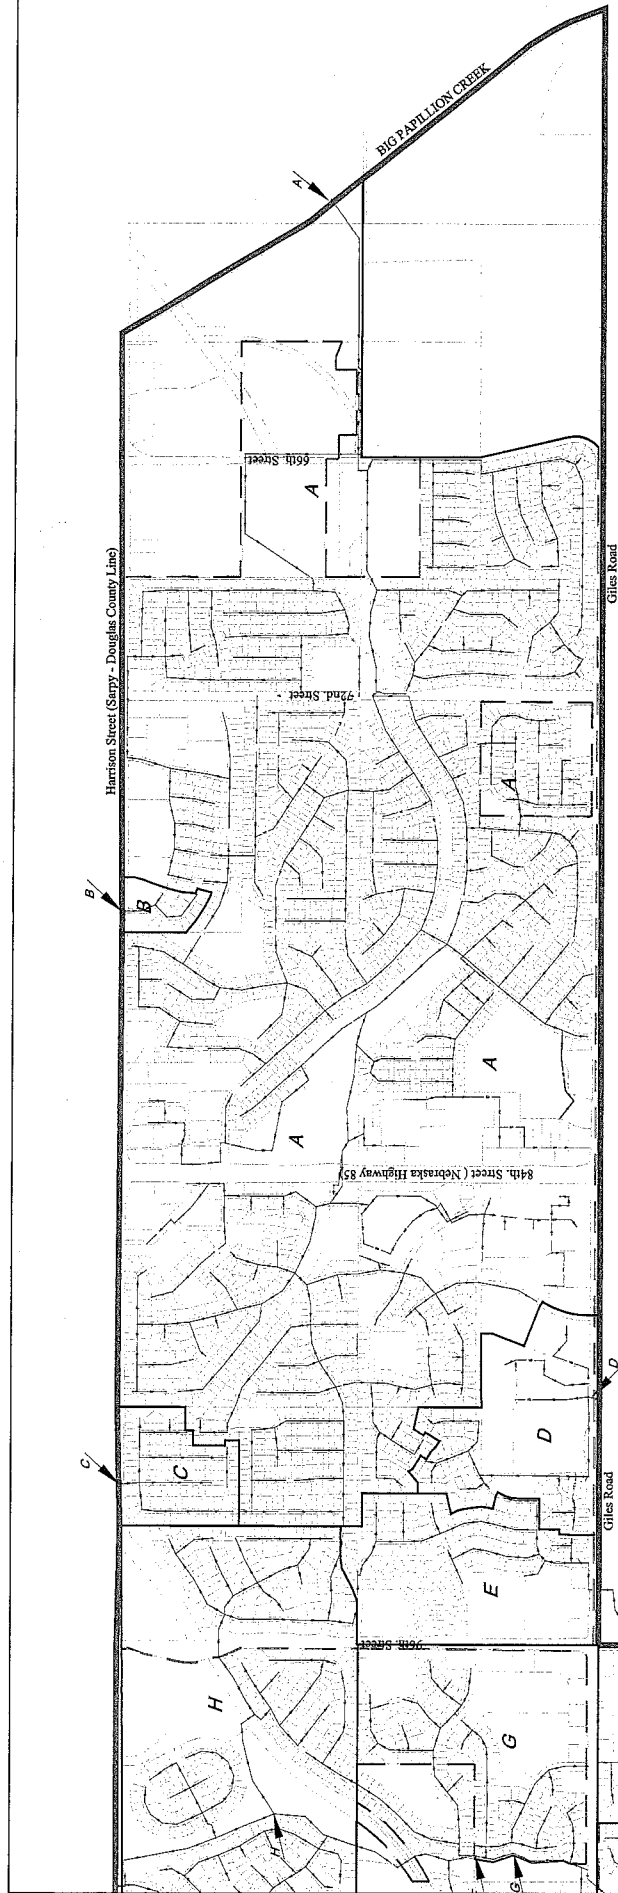 BIG PAPILLION CREEK
A
66th. Street
A
Harrison Street (Sarpy - Douglas County Line)
Giles Road
72nd. Street
A
B
B
A
A
84th. Street ( Nebraska Highway 85)
D
C
C
D
Giles Road
E
96th. Street
H
G
H
G